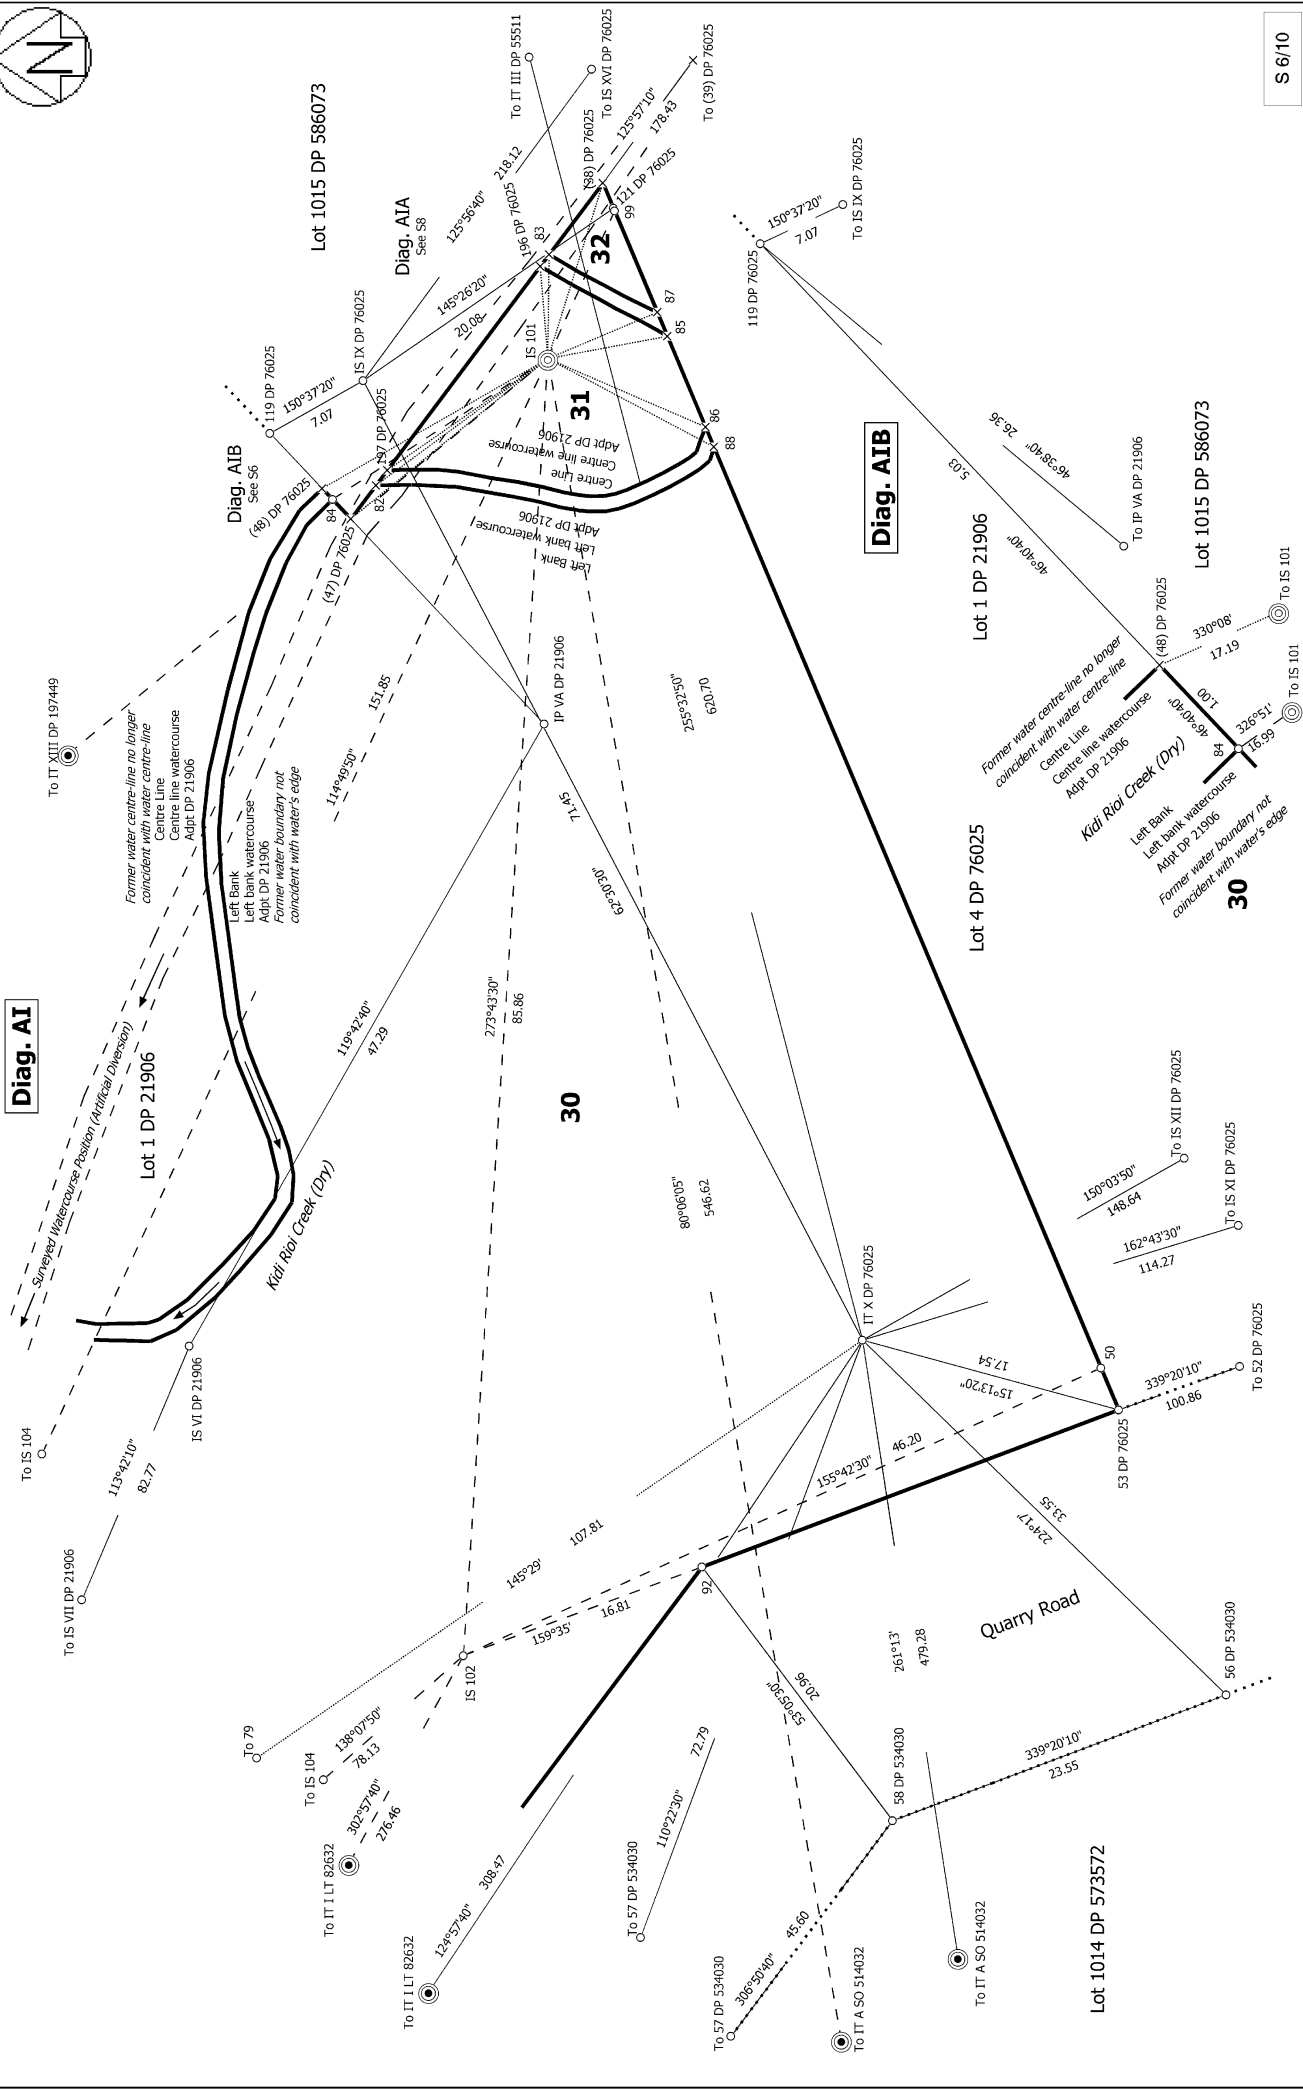 N
S 6/10
Diag. AI
Lot 1015 DP 586073
Diag. AIA
See S8
Diag. AIB
See S6
To IT III DP 55511
To IS XVI DP 76025
To (39) DP 76025
125°57'10"
178.43
(38) DP 76025
121 DP 76025
99
218.12
125°56'40"
196 DP 76025
83
32
87
85
145°26'20"
20.08
IS IX DP 76025
119 DP 76025
150°37'20"
7.07
IS 101
31
86
88
197 DP 76025
82
84
(48) DP 76025
(47) DP 76025
Centre Line
Centre line watercourse
Adpt DP 21906
Left Bank
Left bank watercourse
Adpt DP 21906
To IT XIII DP 197449
Former water centre-line no longer
coincident with water centre-line
Centre Line
Centre line watercourse
Adpt DP 21906
Left Bank
Left bank watercourse
Adpt DP 21906
Former water boundary not
coincident with water's edge
114°49'50"
151.85
IP VA DP 21906
71.45
62°30'30"
255°32'50"
620.70
Surveyed Watercourse Position (Artificial Diversion)
Lot 1 DP 21906
119°42'40"
47.29
273°43'30"
85.86
30
Kidi Rioi Creek (Dry)
80°06'05"
546.62
Lot 4 DP 76025
To IS 104
IS VI DP 21906
113°42'10"
82.77
To IS VII DP 21906
IT X DP 76025
17.54
15°13'20"
50
53 DP 76025
339°20'10"
100.86
To 52 DP 76025
150°03'50"
148.64
To IS XII DP 76025
162°43'30"
114.27
To IS XI DP 76025
155°42'30"
46.20
145°29'
107.81
159°35'
16.81
92
IS 102
33.55
224°17'
Quarry Road
20.96
53°05'30"
261°13'
479.28
56 DP 534030
58 DP 534030
339°20'10"
23.55
To 79
To IS 104
138°07'50"
78.13
302°57'40"
276.46
To IT I LT 82632
124°57'40"
308.47
To IT I LT 82632
72.79
110°22'30"
To 57 DP 534030
45.60
306°50'40"
To 57 DP 534030
To IT A SO 514032
To IT A SO 514032
Lot 1014 DP 573572
Diag. AIB
119 DP 76025
150°37'20"
7.07
To IS IX DP 76025
5.03
46°40'40"
26.36
46°38'40"
To IP VA DP 21906
Lot 1 DP 21906
Lot 1015 DP 586073
(48) DP 76025
330°08'
17.19
To IS 101
1.00
46°40'40"
84
326°51'
16.99
To IS 101
Former water centre-line no longer
coincident with water centre-line
Centre Line
Centre line watercourse
Adpt DP 21906
Kidi Rioi Creek (Dry)
Left Bank
Left bank watercourse
Adpt DP 21906
Former water boundary not
coincident with water's edge
30